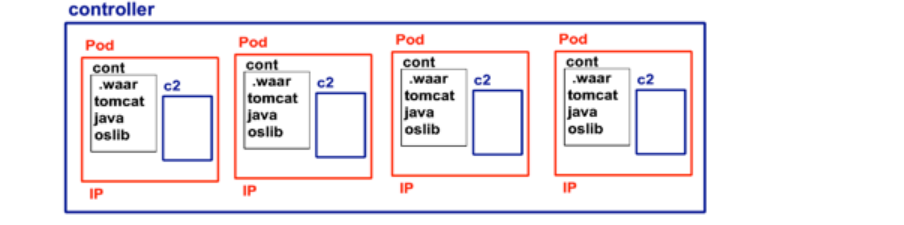 controller
Pod
cont
.waar
tomcat
java
oslib
c2
IP
Pod
cont
.waar
tomcat
java
oslib
c2
IP
Pod
cont
.waar
tomcat
java
oslib
c2
IP
Pod
cont
.waar
tomcat
java
oslib
c2
IP